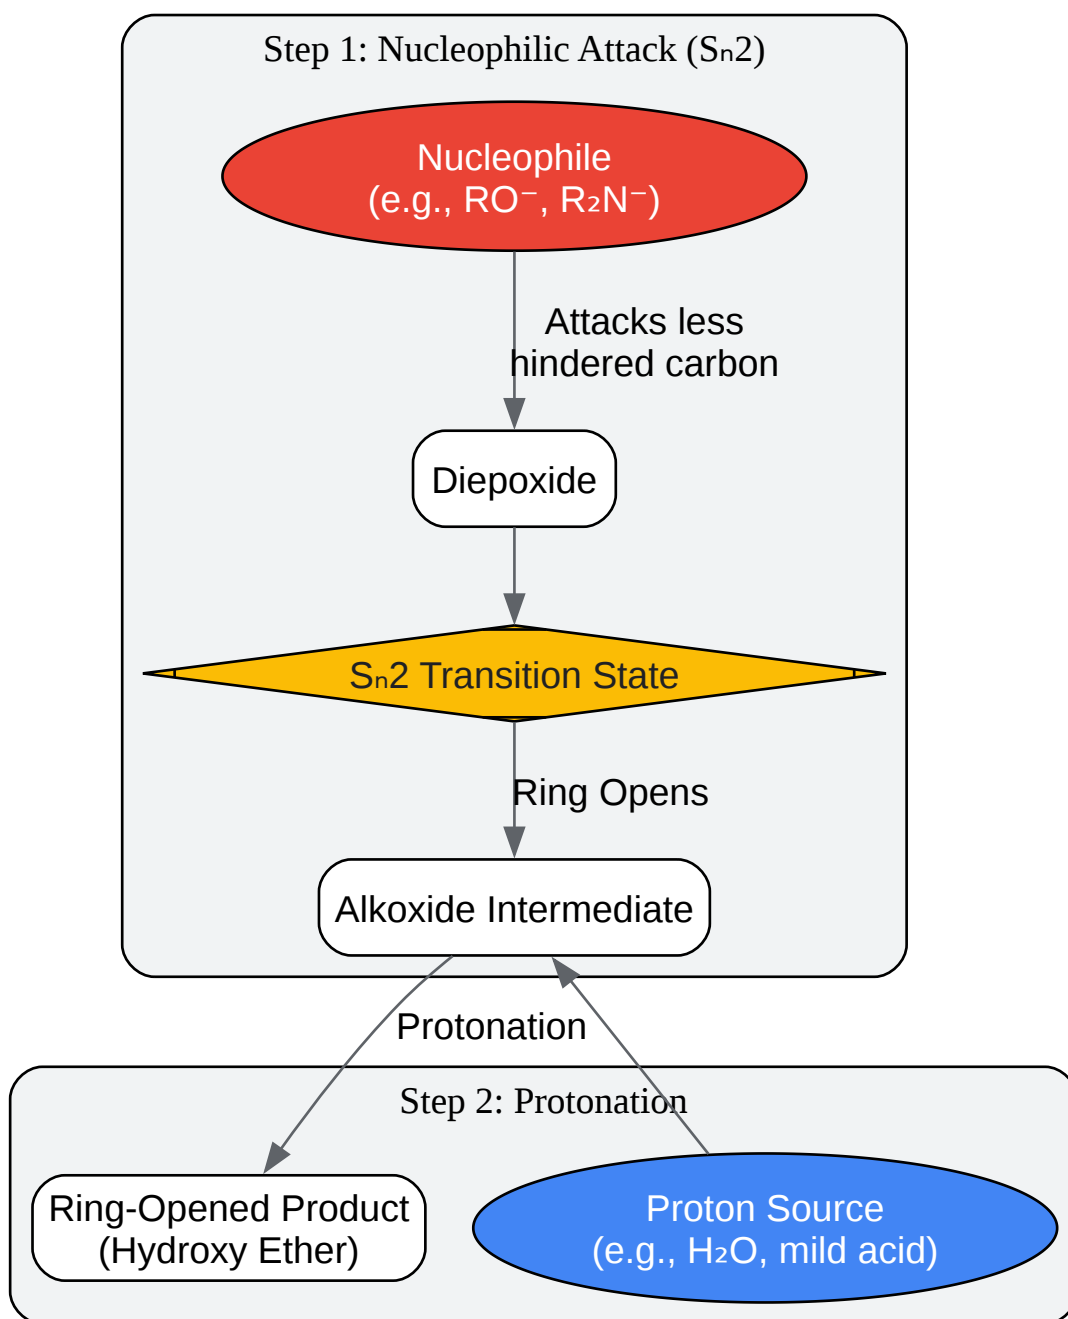 Step 1: Nucleophilic Attack (Sₙ2)
Nucleophile
(e.g., RO⁻, R₂N⁻)
Attacks less
hindered carbon
Diepoxide
Sₙ2 Transition State
Ring Opens
Alkoxide Intermediate
Protonation
Step 2: Protonation
Ring-Opened Product
(Hydroxy Ether)
Proton Source
(e.g., H₂O, mild acid)